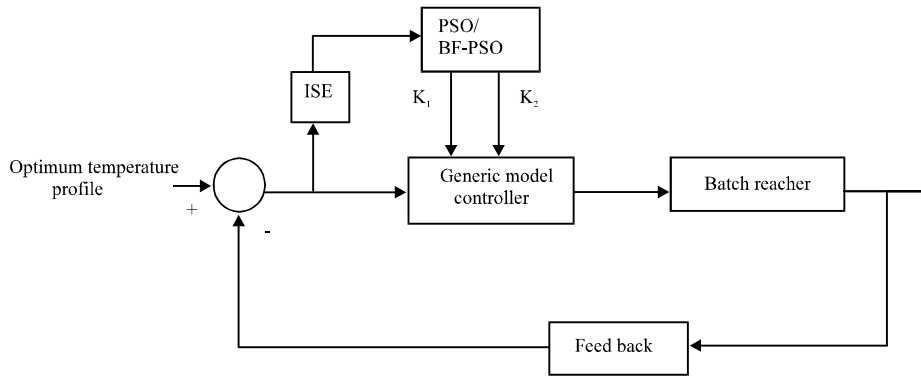 PSO/
BF-PSO
ISE
K₁
K₂
Optimum temperature
profile
+
-
Generic model
controller
Batch reacher
Feed back